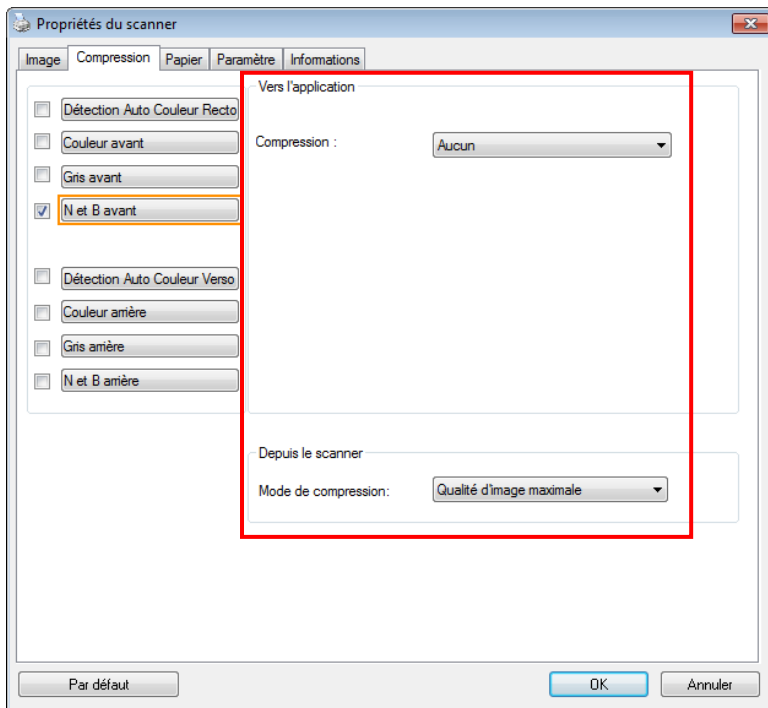 Propriétés du scanner
Image Compression Papier Paramètre Informations
Détection Auto Couleur Recto
Couleur avant
Gris avant
N et B avant
Détection Auto Couleur Verso
Couleur arrière
Gris arrière
N et B arrière
Vers l'application
Compression : Aucun
Depuis le scanner
Mode de compression: Qualité d'image maximale
Par défaut OK Annuler